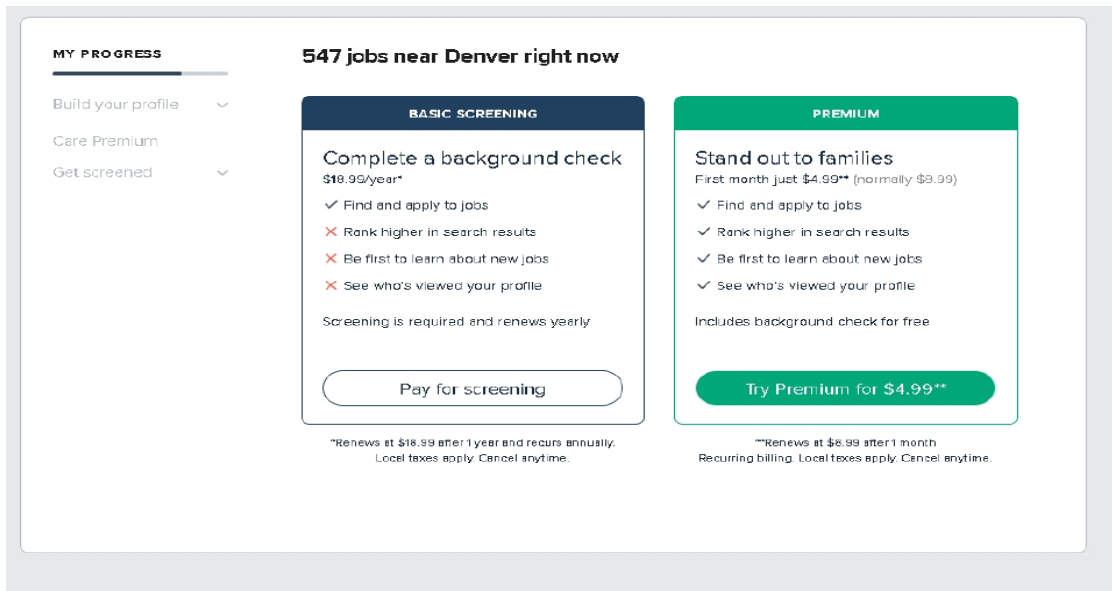 MY PROGRESS
Build your profile
Care Premium
Get screened
547 jobs near Denver right now
BASIC SCREENING
Complete a background check
$18.99/year*
Find and apply to jobs
Rank higher in search results
Be first to learn about new jobs
See who's viewed your profile
Screening is required and renews yearly
Pay for screening
*Renews at $18.99 after 1 year and recurs annually.
Local taxes apply. Cancel anytime.
PREMIUM
Stand out to families
First month just $4.99** (normally $8.99)
Find and apply to jobs
Rank higher in search results
Be first to learn about new jobs
See who's viewed your profile
Includes background check for free
Try Premium for $4.99**
**Renews at $8.99 after 1 month
Recurring billing. Local taxes apply. Cancel anytime.